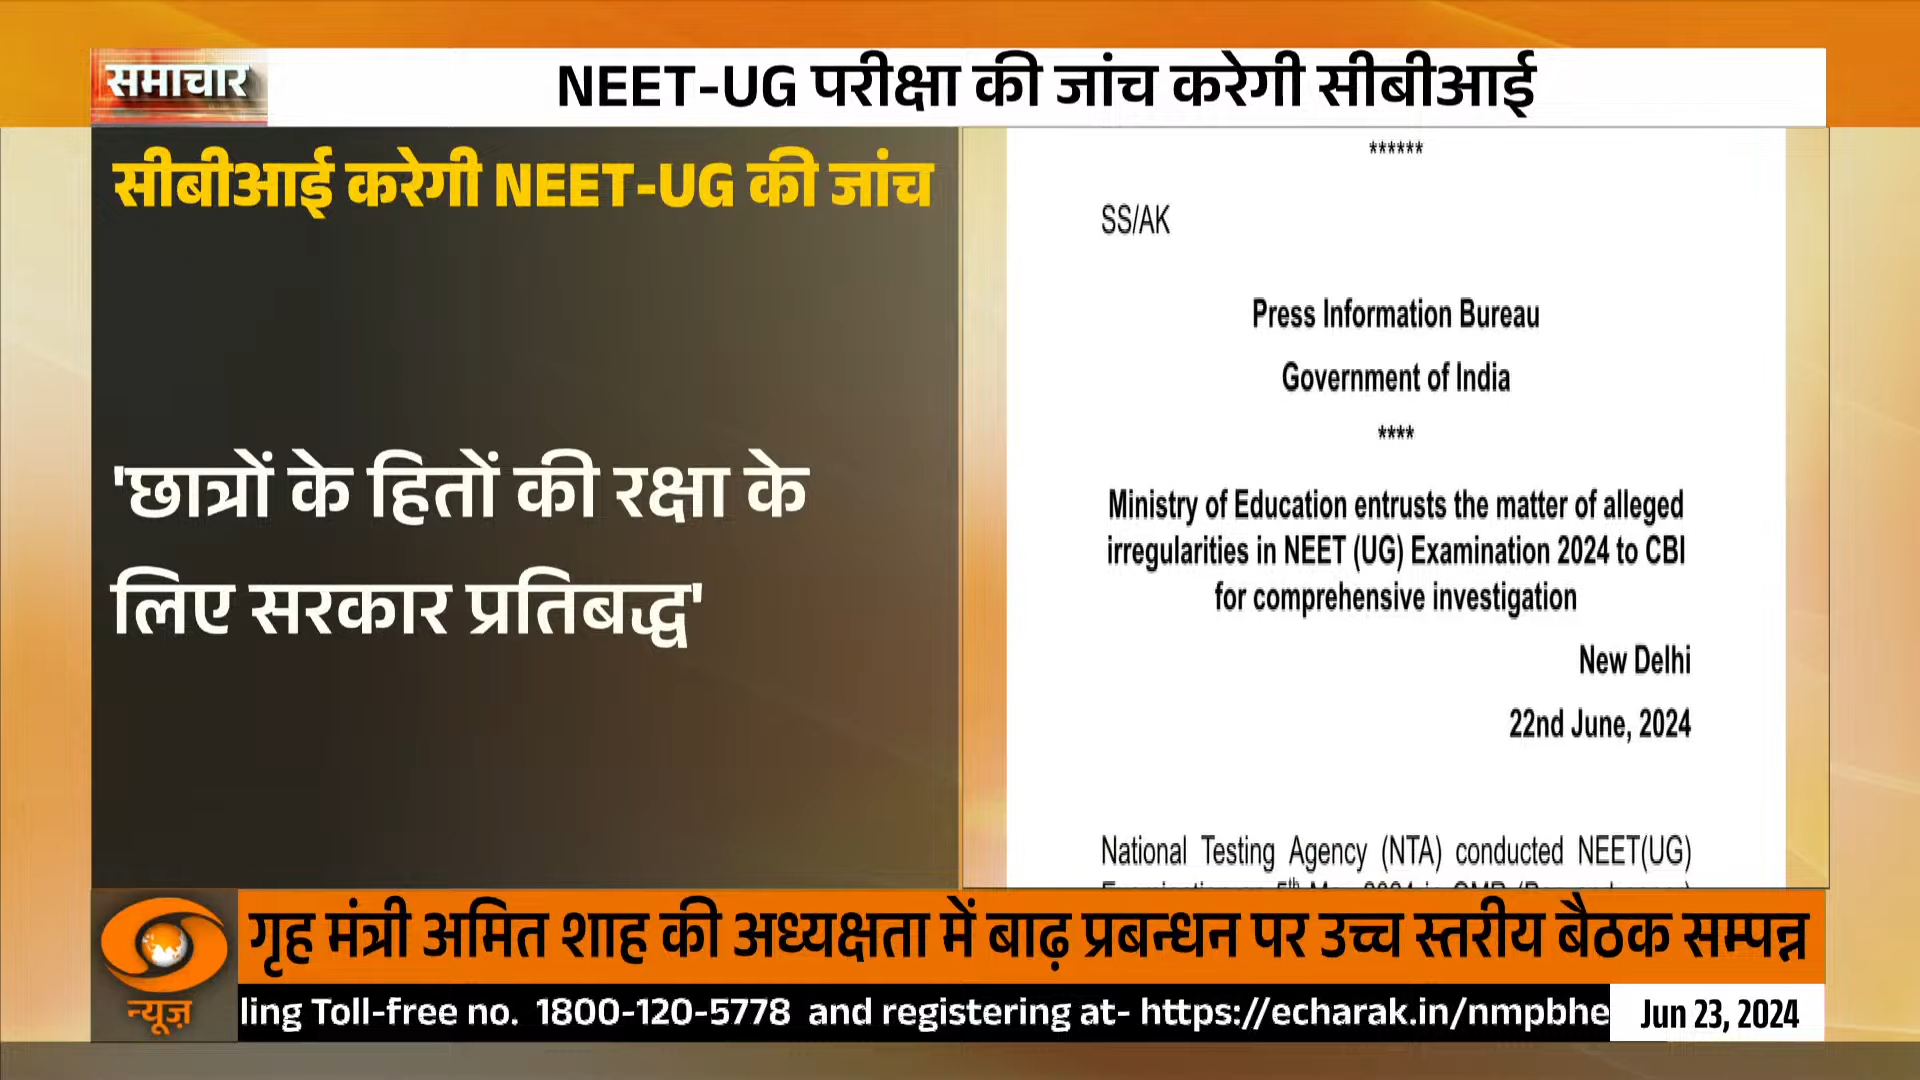 समाचार
NEET-UG परीक्षा की जांच करेगी सीबीआई
सीबीआई करेगी NEET-UG की जांच
'छात्रों के हितों की रक्षा के
लिए सरकार प्रतिबद्ध'
******
SS/AK
Press Information Bureau
Government of India
****
Ministry of Education entrusts the matter of alleged
irregularities in NEET (UG) Examination 2024 to CBI
for comprehensive investigation
New Delhi
22nd June, 2024
National Testing Agency (NTA) conducted NEET(UG)
गृह मंत्री अमित शाह की अध्यक्षता में बाढ़ प्रबन्धन पर उच्च स्तरीय बैठक सम्पन्न
न्यूज़
ling Toll-free no. 1800-120-5778 and registering at- https://echarak.in/nmpbhe
Jun 23, 2024